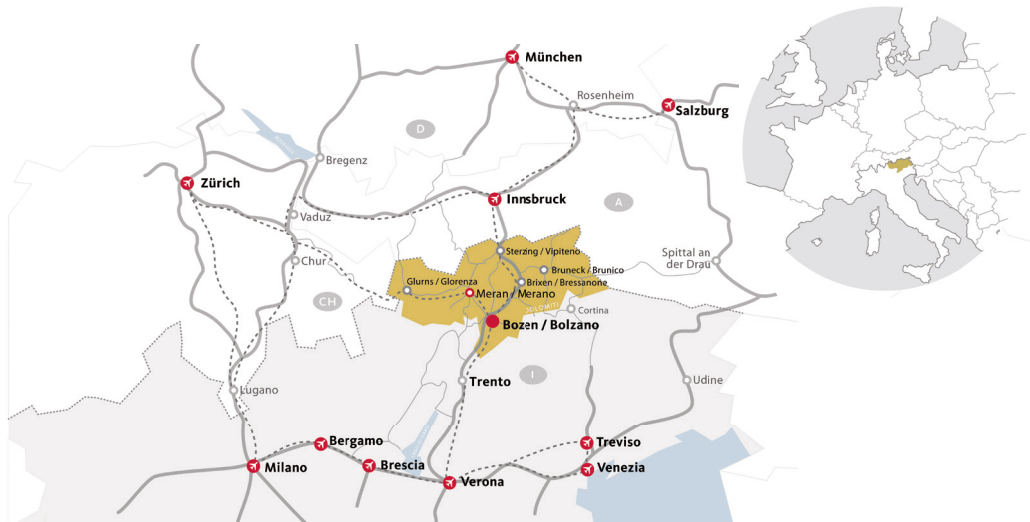 München
Rosenheim
Salzburg
D
Bregenz
Zürich
Innsbruck
A
Vaduz
Sterzing / Vipiteno
Spittal an
der Drau
Chur
Bruneck / Brunico
Glurns / Glorenza
Brixen / Bressanone
Meran / Merano
CH
DOLOMITI
Cortina
Bozen / Bolzano
I
Trento
Udine
Lugano
Bergamo
Treviso
Milano
Brescia
Venezia
Verona